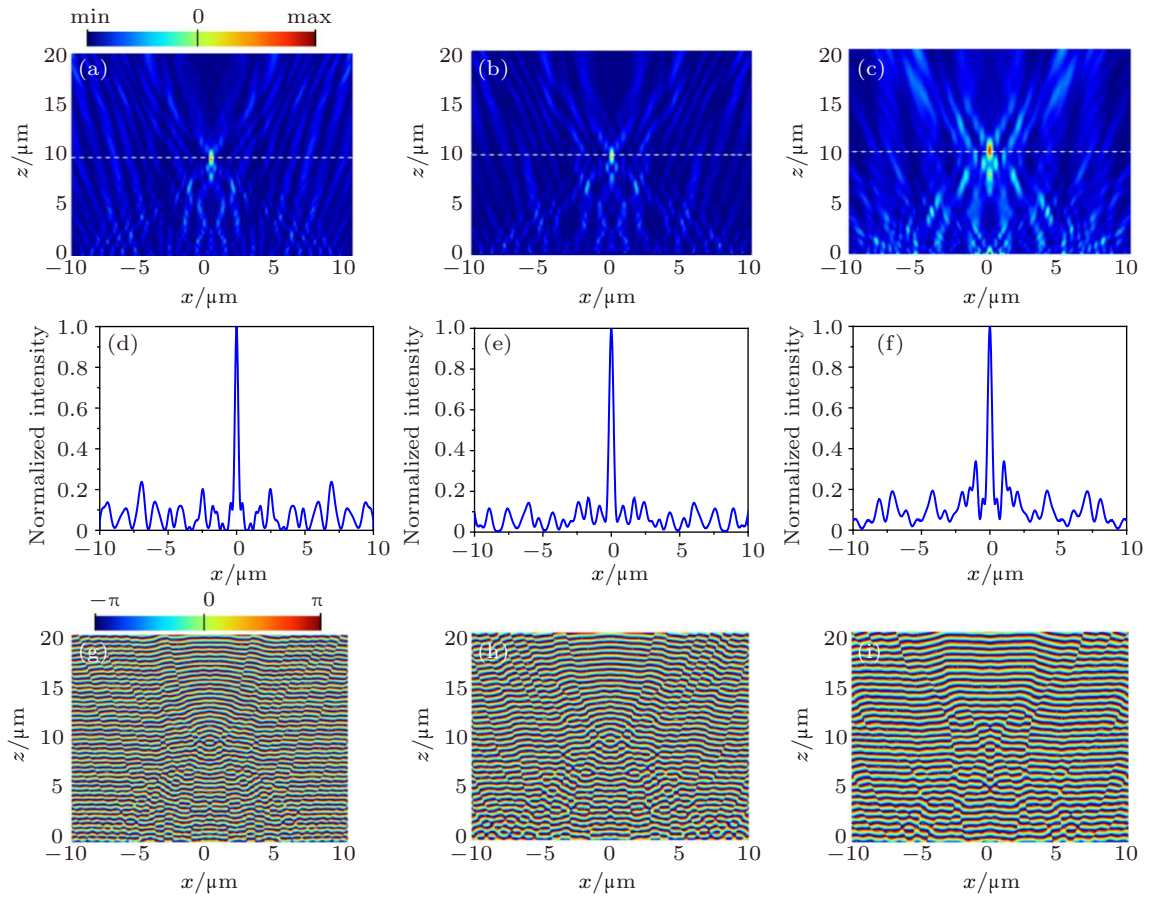 min 0 max
(a) (b) (c)
20 20 20
15 15 15
z/μm z/μm z/μm
10 10 10
5 5 5
0 0 0
−10 −5 0 5 10 −10 −5 0 5 10 −10 −5 0 5 10
x/μm x/μm x/μm
(d) (e) (f)
Normalized intensity Normalized intensity Normalized intensity
1.0 1.0 1.0
0.8 0.8 0.8
0.6 0.6 0.6
0.4 0.4 0.4
0.2 0.2 0.2
0 0 0
−10 −5 0 5 10 −10 −5 0 5 10 −10 −5 0 5 10
x/μm x/μm x/μm
−π 0 π
(g) (h) (i)
20 20 20
15 15 15
z/μm z/μm z/μm
10 10 10
5 5 5
0 0 0
−10 −5 0 5 10 −10 −5 0 5 10 −10 −5 0 5 10
x/μm x/μm x/μm